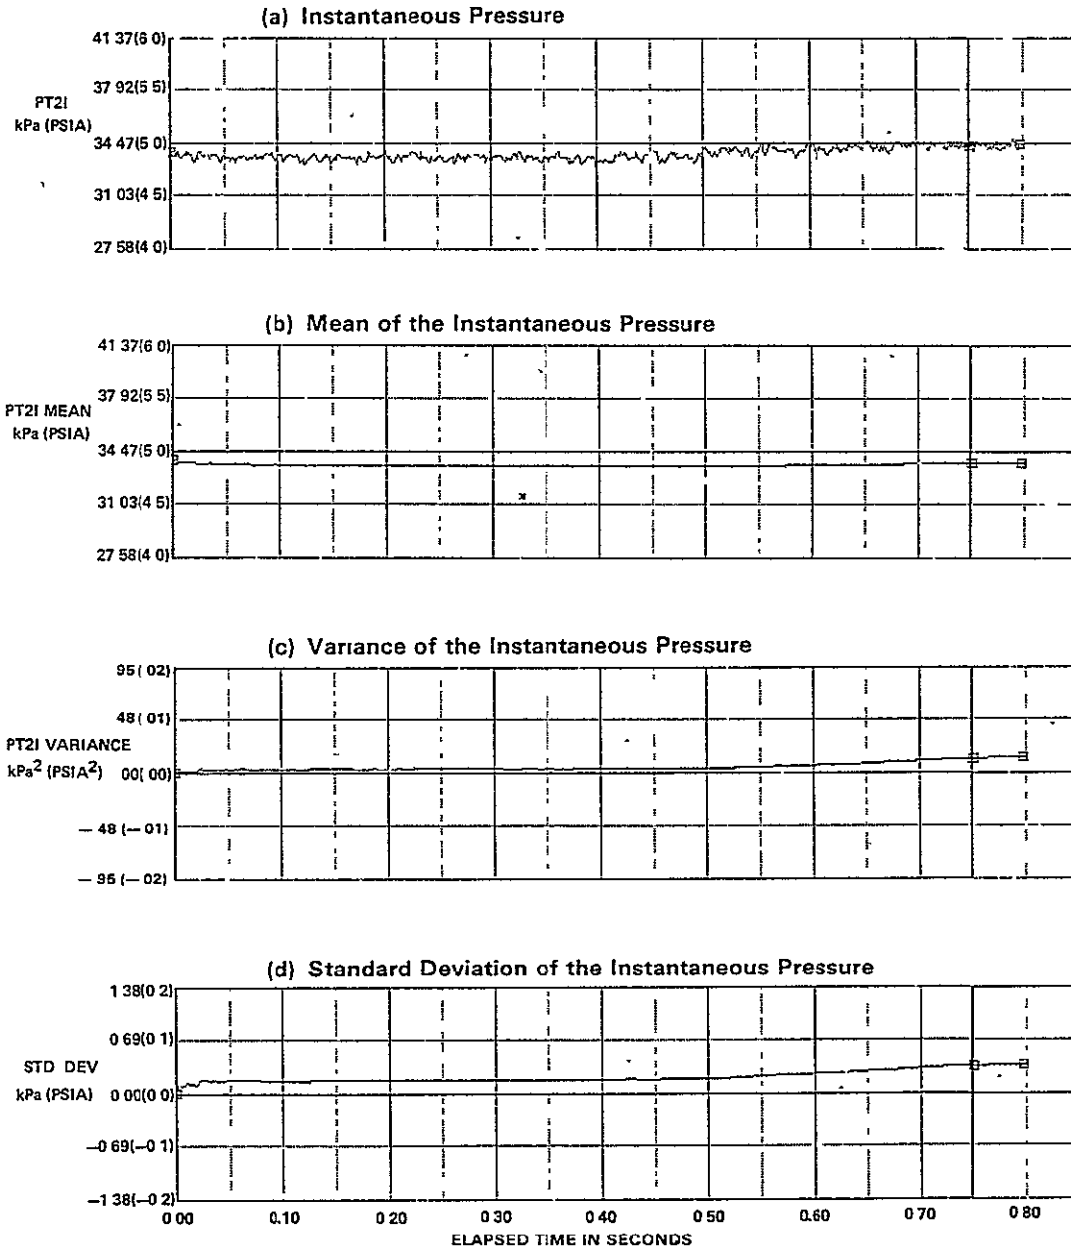 (a) Instantaneous Pressure
41 37(6 0)
37 92(5 5)
PT2I
kPa (PSIA)
34 47(5 0)
31 03(4 5)
27 58(4 0)
(b) Mean of the Instantaneous Pressure
41 37(6 0)
37 92(5 5)
PT2I MEAN
kPa (PSIA)
34 47(5 0)
31 03(4 5)
27 58(4 0)
(c) Variance of the Instantaneous Pressure
95( 02)
48( 01)
PT2I VARIANCE
kPa² (PSIA²)
00( 00)
– 48 (– 01)
– 95 (– 02)
(d) Standard Deviation of the Instantaneous Pressure
1 38(0 2)
0 69(0 1)
STD DEV
kPa (PSIA)
0 00(0 0)
–0 69(–0 1)
–1 38(–0 2)
0 00 0.10 0 20 0 30 0 40 0 50 0 60 0 70 0 80
ELAPSED TIME IN SECONDS